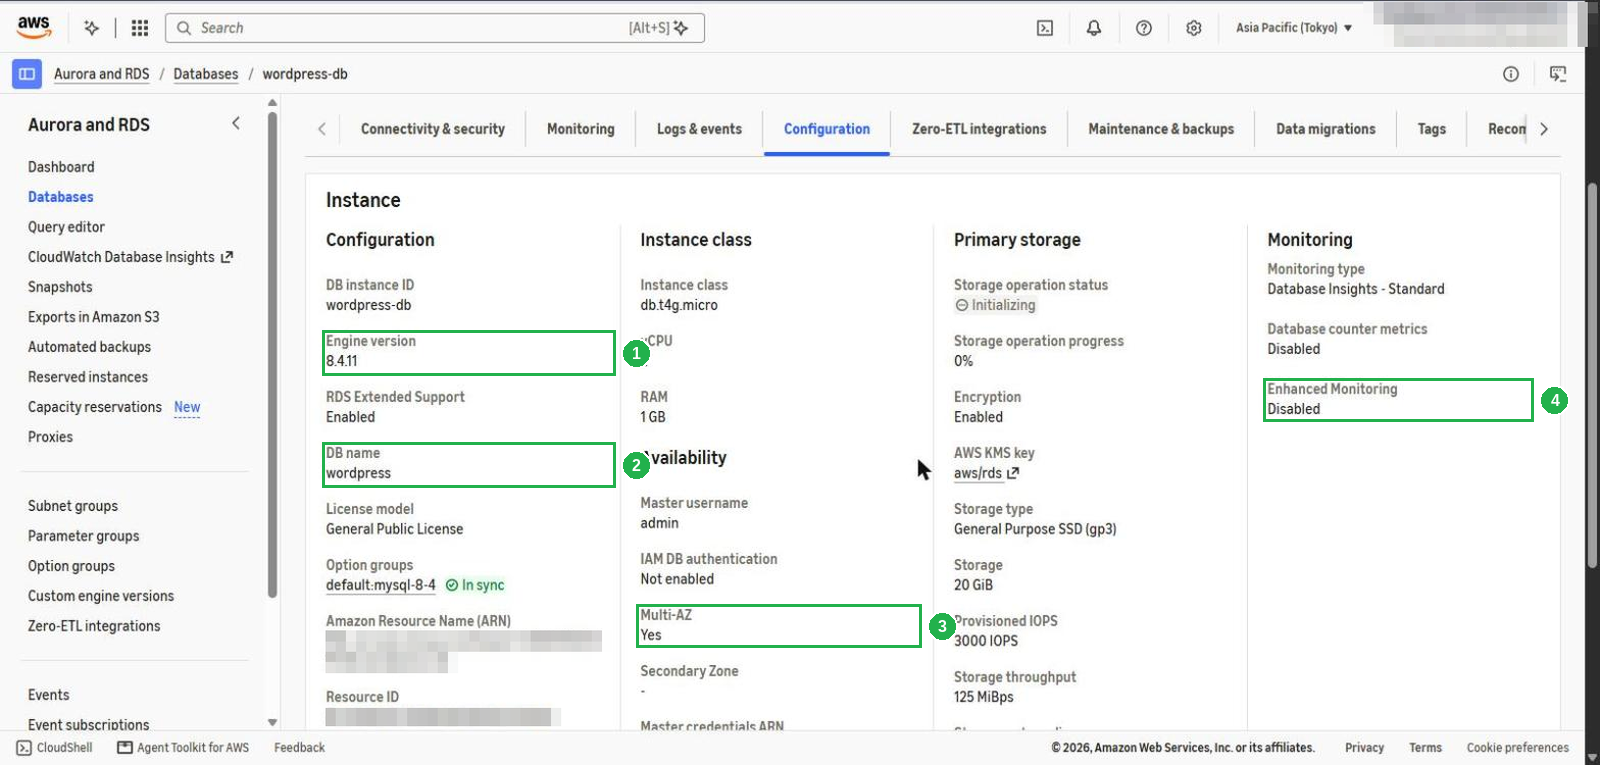 aws
Search
[Alt+S]
Asia Pacific (Tokyo)
Aurora and RDS / Databases / wordpress-db
Aurora and RDS
Dashboard
Databases
Query editor
CloudWatch Database Insights
Snapshots
Exports in Amazon S3
Automated backups
Reserved instances
Capacity reservations New
Proxies
Subnet groups
Parameter groups
Option groups
Custom engine versions
Zero-ETL integrations
Events
Event subscriptions
Connectivity & security
Monitoring
Logs & events
Configuration
Zero-ETL integrations
Maintenance & backups
Data migrations
Tags
Recom
Instance
Configuration
DB instance ID
wordpress-db
Engine version
8.4.11
1
RDS Extended Support
Enabled
DB name
wordpress
2
License model
General Public License
Option groups
default:mysql-8-4 In sync
Amazon Resource Name (ARN)
Resource ID
Instance class
Instance class
db.t4g.micro
vCPU
RAM
1 GB
Availability
Master username
admin
IAM DB authentication
Not enabled
Multi-AZ
Yes
3
Secondary Zone
-
Master credentials ARN
Primary storage
Storage operation status
Initializing
Storage operation progress
0%
Encryption
Enabled
AWS KMS key
aws/rds
Storage type
General Purpose SSD (gp3)
Storage
20 GiB
Provisioned IOPS
3000 IOPS
Storage throughput
125 MiBps
Monitoring
Monitoring type
Database Insights - Standard
Database counter metrics
Disabled
Enhanced Monitoring
Disabled
4
CloudShell
Agent Toolkit for AWS
Feedback
© 2026, Amazon Web Services, Inc. or its affiliates.
Privacy
Terms
Cookie preferences